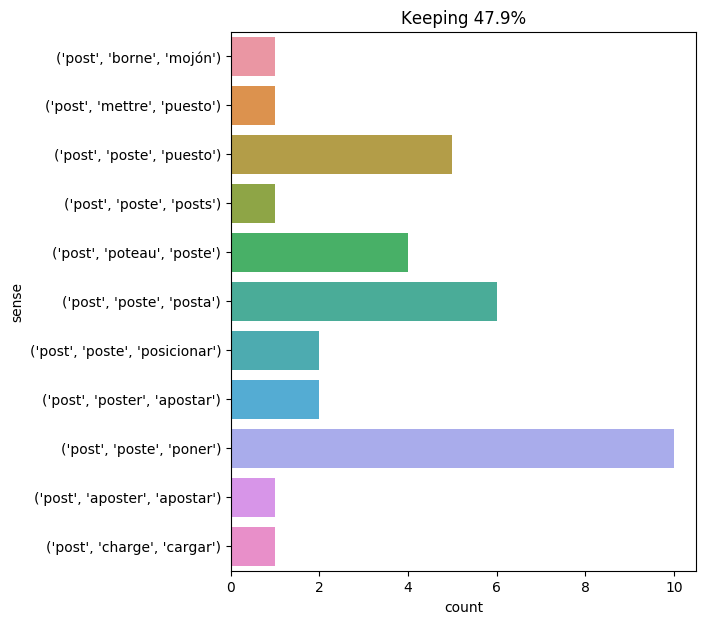 Keeping 47.9%
('post', 'borne', 'mojón')
('post', 'mettre', 'puesto')
('post', 'poste', 'puesto')
('post', 'poste', 'posts')
('post', 'poteau', 'poste')
('post', 'poste', 'posta')
('post', 'poste', 'posicionar')
('post', 'poster', 'apostar')
('post', 'poste', 'poner')
('post', 'aposter', 'apostar')
('post', 'charge', 'cargar')
sense
0 2 4 6 8 10
count